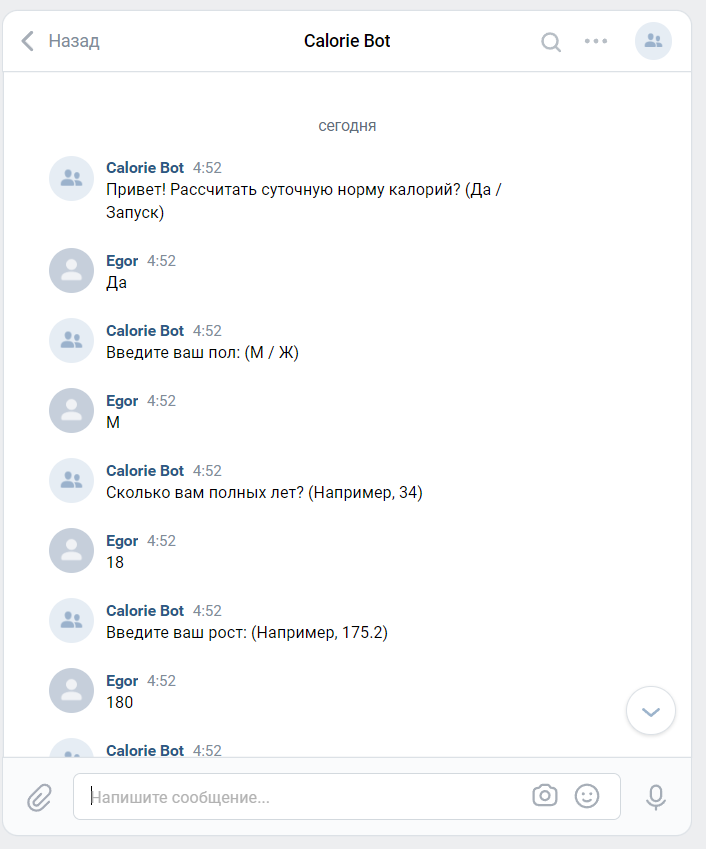 Назад
Calorie Bot
сегодня
Calorie Bot 4:52
Привет! Рассчитать суточную норму калорий? (Да /
Запуск)
Egor 4:52
Да
Calorie Bot 4:52
Введите ваш пол: (М / Ж)
Egor 4:52
М
Calorie Bot 4:52
Сколько вам полных лет? (Например, 34)
Egor 4:52
18
Calorie Bot 4:52
Введите ваш рост: (Например, 175.2)
Egor 4:52
180
Calorie Bot 4:52
Напишите сообщение...